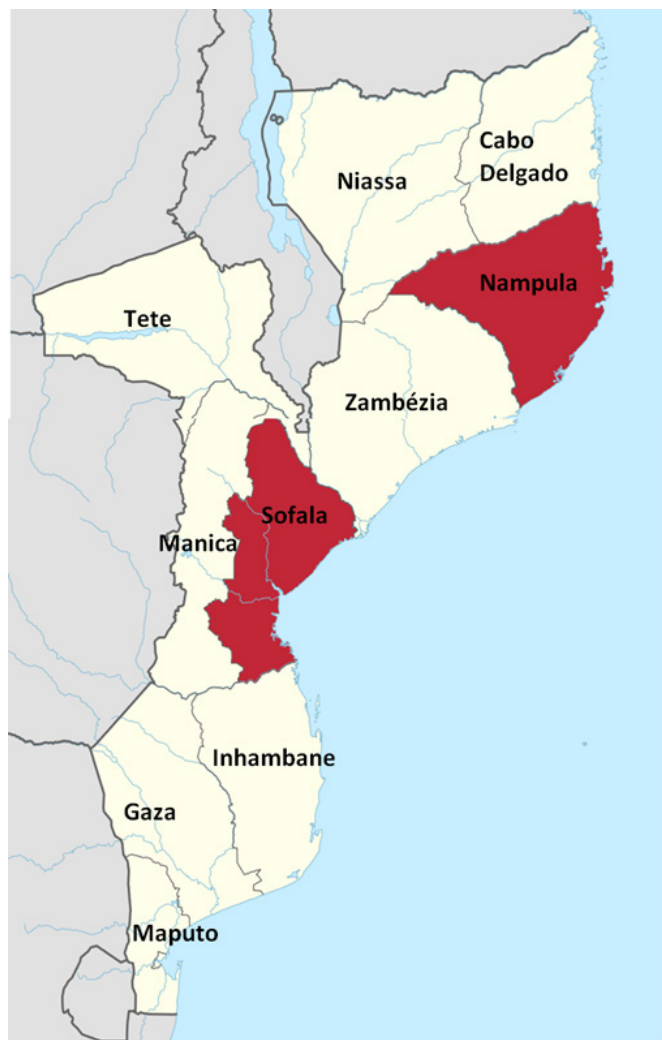 Cabo
Delgado
Niassa
Nampula
Tete
Zambézia
Sofala
Manica
Inhambane
Gaza
Maputo